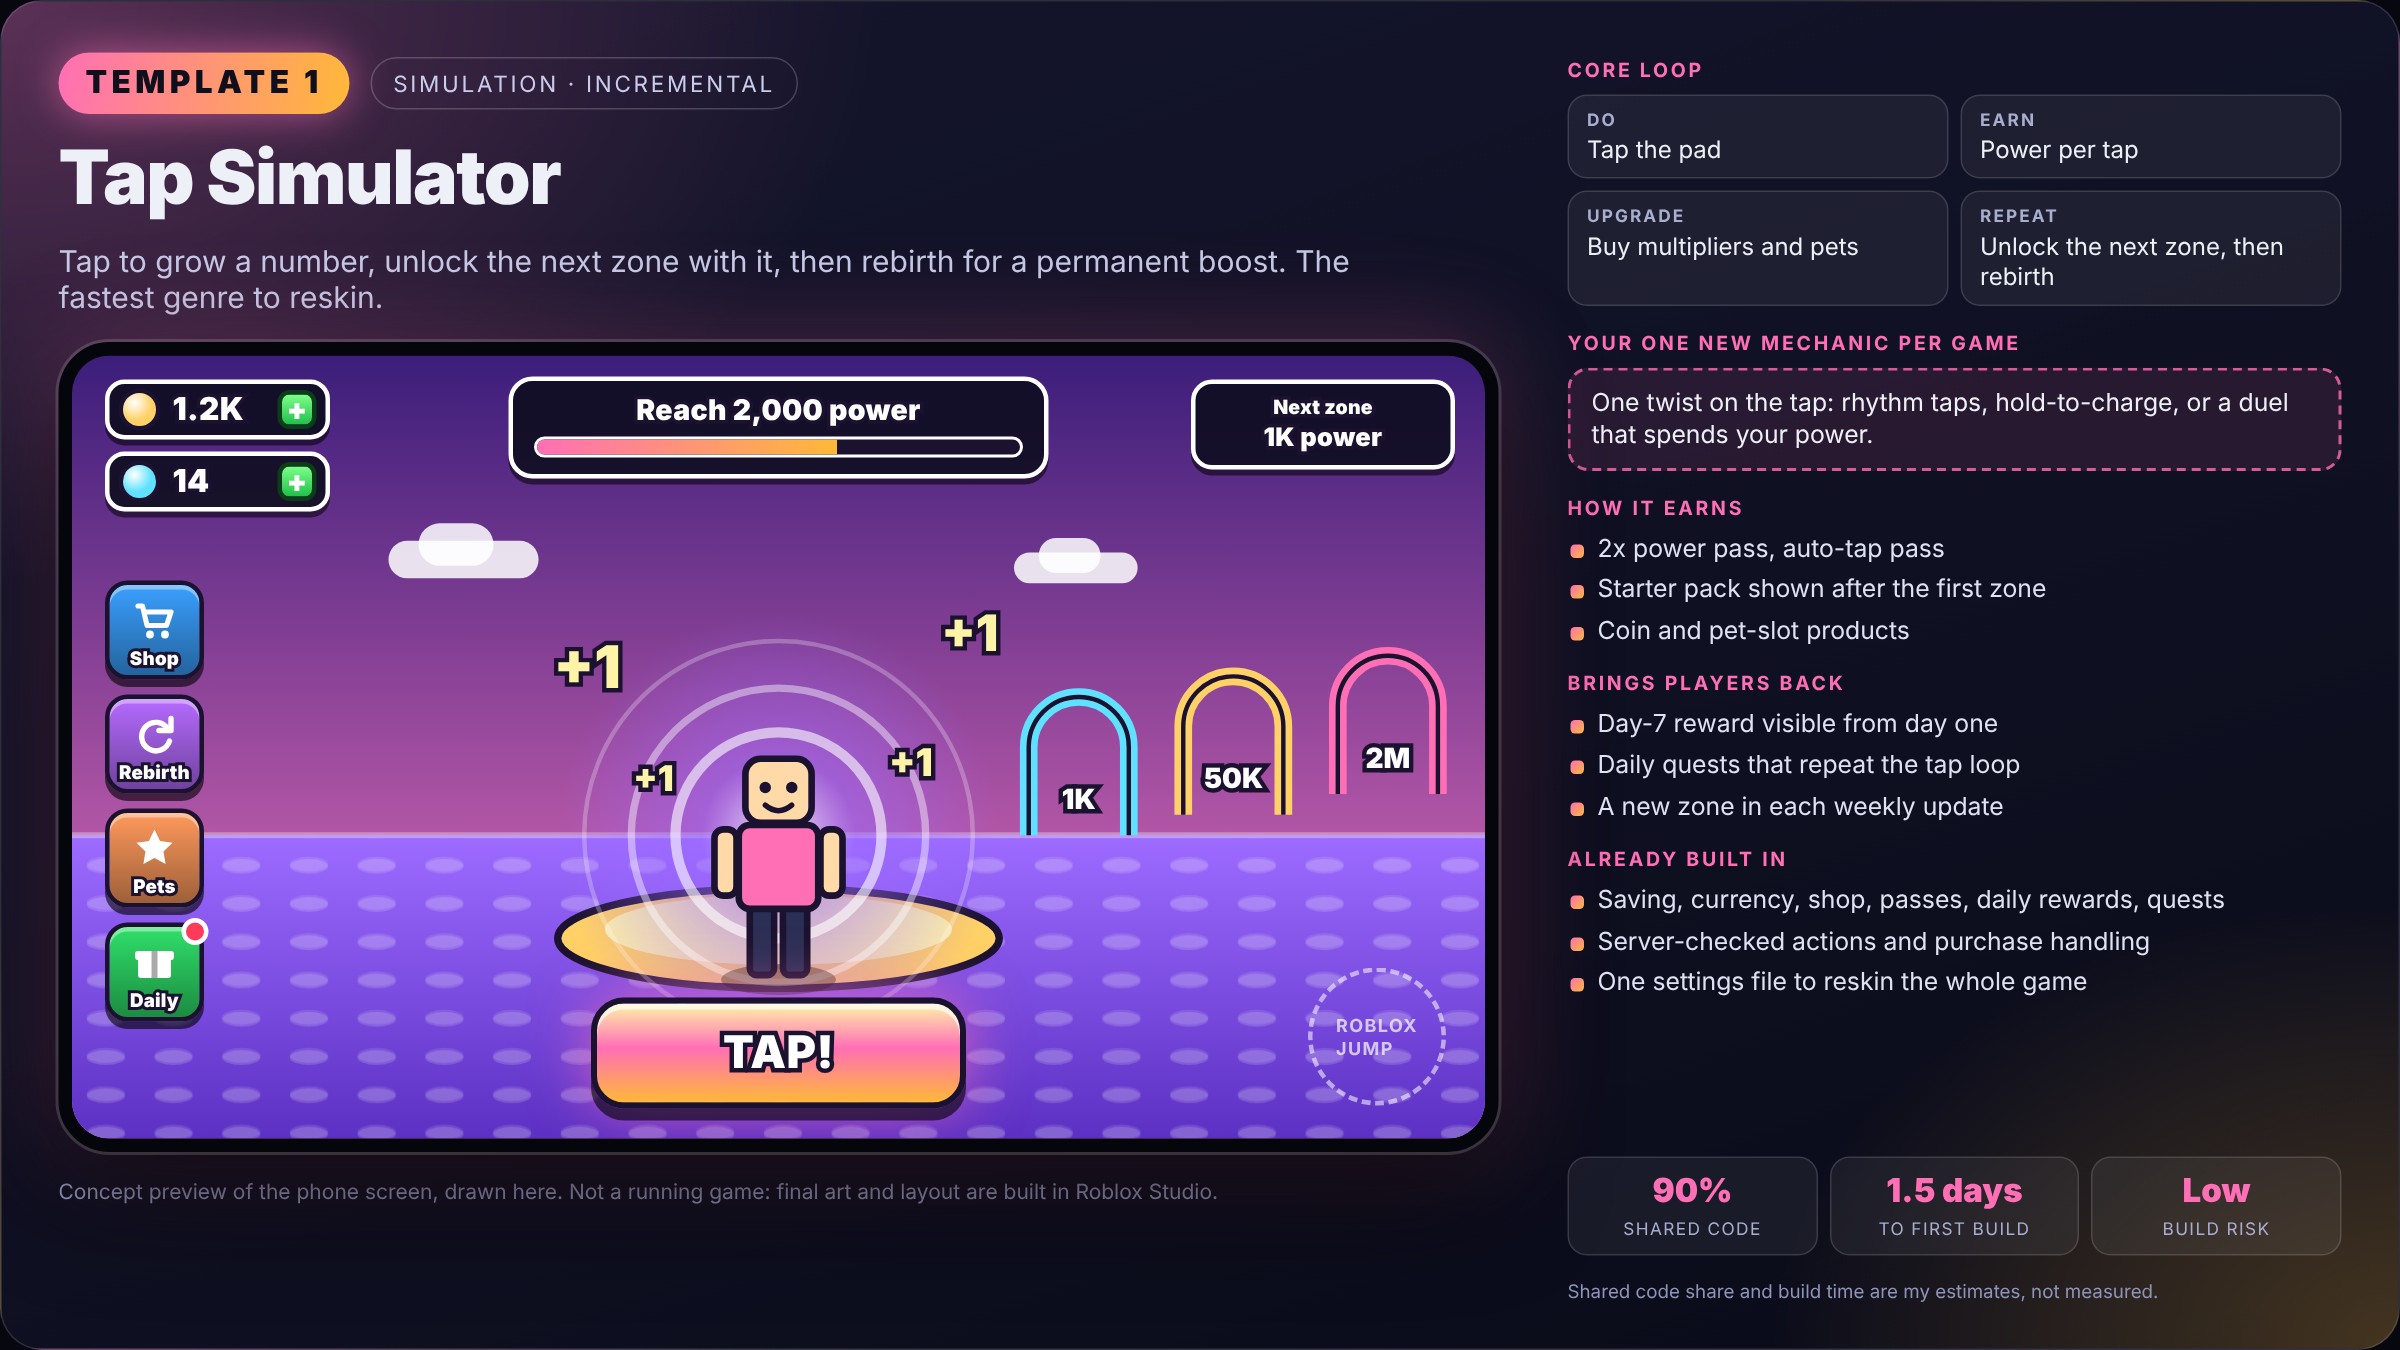 TEMPLATE 1
SIMULATION · INCREMENTAL
Tap Simulator
Tap to grow a number, unlock the next zone with it, then rebirth for a permanent boost. The
fastest genre to reskin.
1.2K
14
Reach 2,000 power
Next zone
1K power
+1
+1
+1
+1
1K
50K
2M
Shop
Rebirth
Pets
Daily
TAP!
ROBLOX
JUMP
Concept preview of the phone screen, drawn here. Not a running game: final art and layout are built in Roblox Studio.
CORE LOOP
DO
Tap the pad
EARN
Power per tap
UPGRADE
Buy multipliers and pets
REPEAT
Unlock the next zone, then
rebirth
YOUR ONE NEW MECHANIC PER GAME
One twist on the tap: rhythm taps, hold-to-charge, or a duel
that spends your power.
HOW IT EARNS
2x power pass, auto-tap pass
Starter pack shown after the first zone
Coin and pet-slot products
BRINGS PLAYERS BACK
Day-7 reward visible from day one
Daily quests that repeat the tap loop
A new zone in each weekly update
ALREADY BUILT IN
Saving, currency, shop, passes, daily rewards, quests
Server-checked actions and purchase handling
One settings file to reskin the whole game
90%
SHARED CODE
1.5 days
TO FIRST BUILD
Low
BUILD RISK
Shared code share and build time are my estimates, not measured.